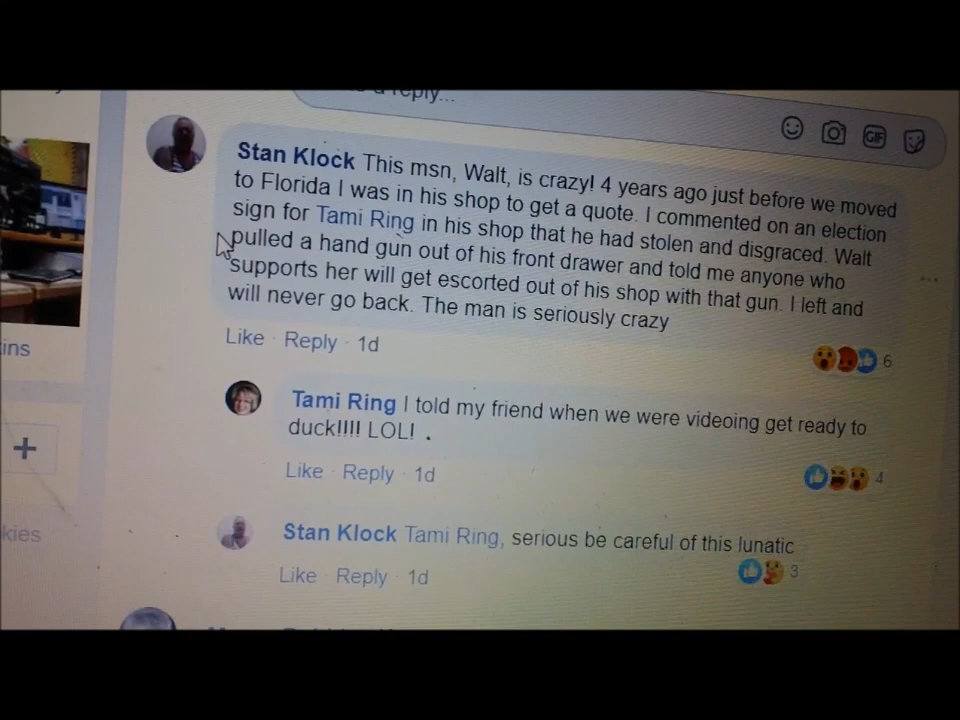 a reply...
GIF
Stan Klock This msn, Walt, is crazy! 4 years ago just before we moved
to Florida I was in his shop to get a quote. I commented on an election
sign for Tami Ring in his shop that he had stolen and disgraced. Walt
pulled a hand gun out of his front drawer and told me anyone who
supports her will get escorted out of his shop with that gun. I left and
will never go back. The man is seriously crazy
Like · Reply · 1d
6
ins
Tami Ring I told my friend when we were videoing get ready to
duck!!!! LOL! .
Like · Reply · 1d
4
+
kies
Stan Klock Tami Ring, serious be careful of this lunatic
Like · Reply · 1d
3